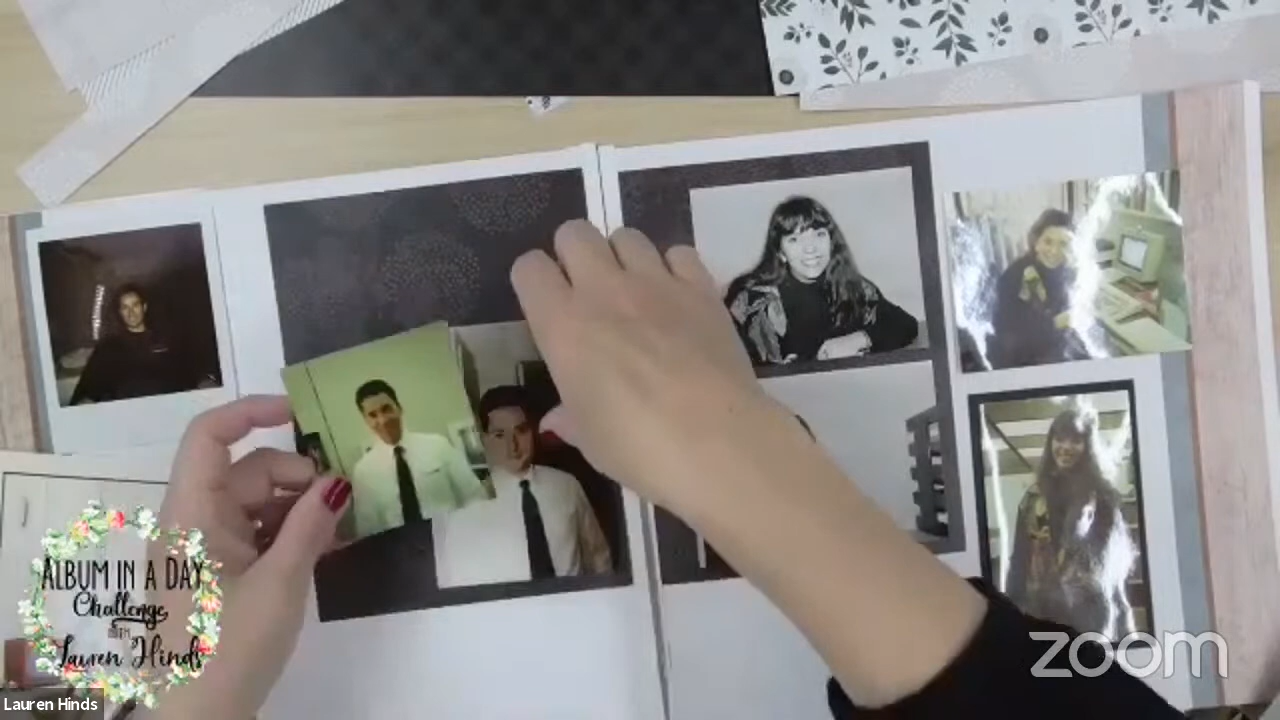 ALBUM IN A DAY
Challenge
WITH
Lauren Hinds
zoom
Lauren Hinds